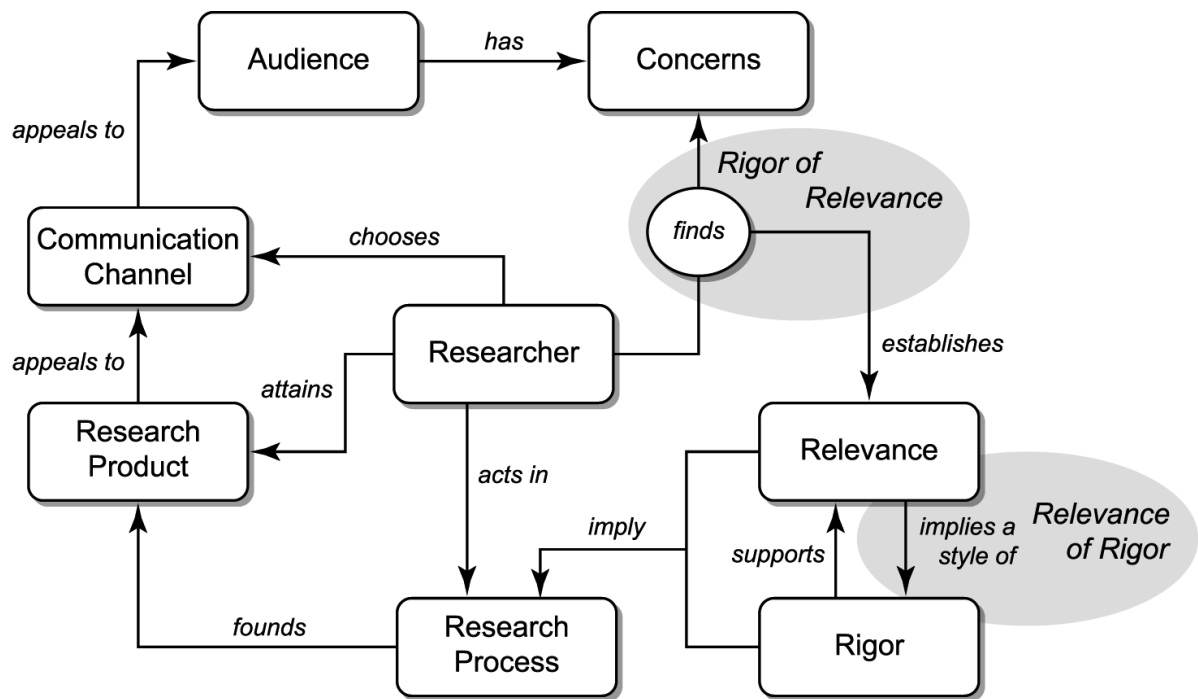 Audience
has
Concerns
appeals to
Rigor of
Relevance
Communication
Channel
chooses
finds
Researcher
establishes
appeals to
attains
Research
Product
acts in
Relevance
imply
supports
implies a
style of
Relevance
of Rigor
founds
Research
Process
Rigor